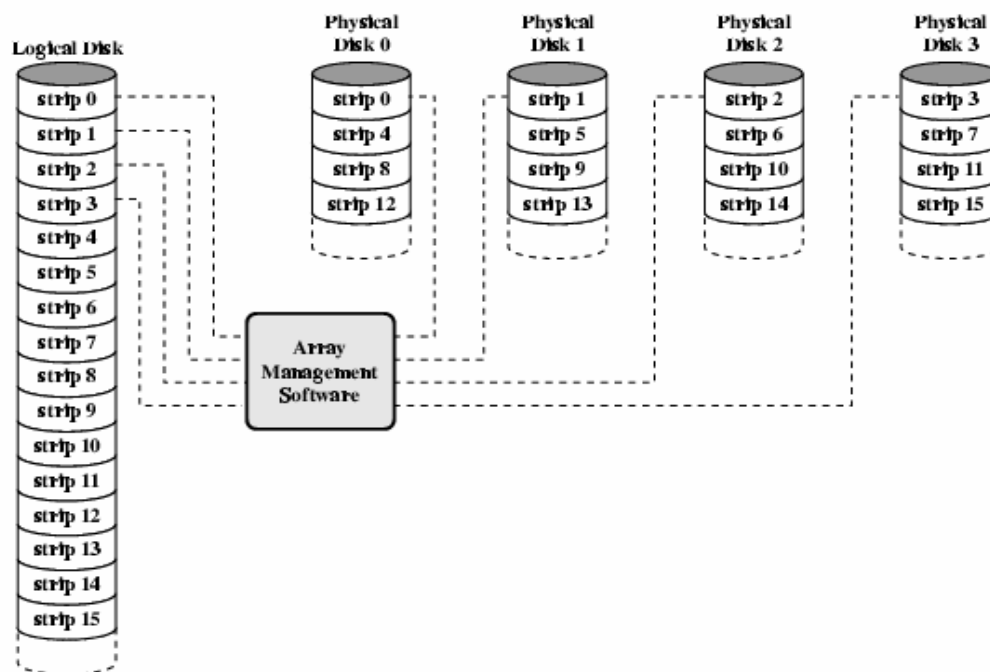 Logical Disk
strip 0
strip 1
strip 2
strip 3
strip 4
strip 5
strip 6
strip 7
strip 8
strip 9
strip 10
strip 11
strip 12
strip 13
strip 14
strip 15
Physical
Disk 0
strip 0
strip 4
strip 8
strip 12
Physical
Disk 1
strip 1
strip 5
strip 9
strip 13
Physical
Disk 2
strip 2
strip 6
strip 10
strip 14
Physical
Disk 3
strip 3
strip 7
strip 11
strip 15
Array
Management
Software